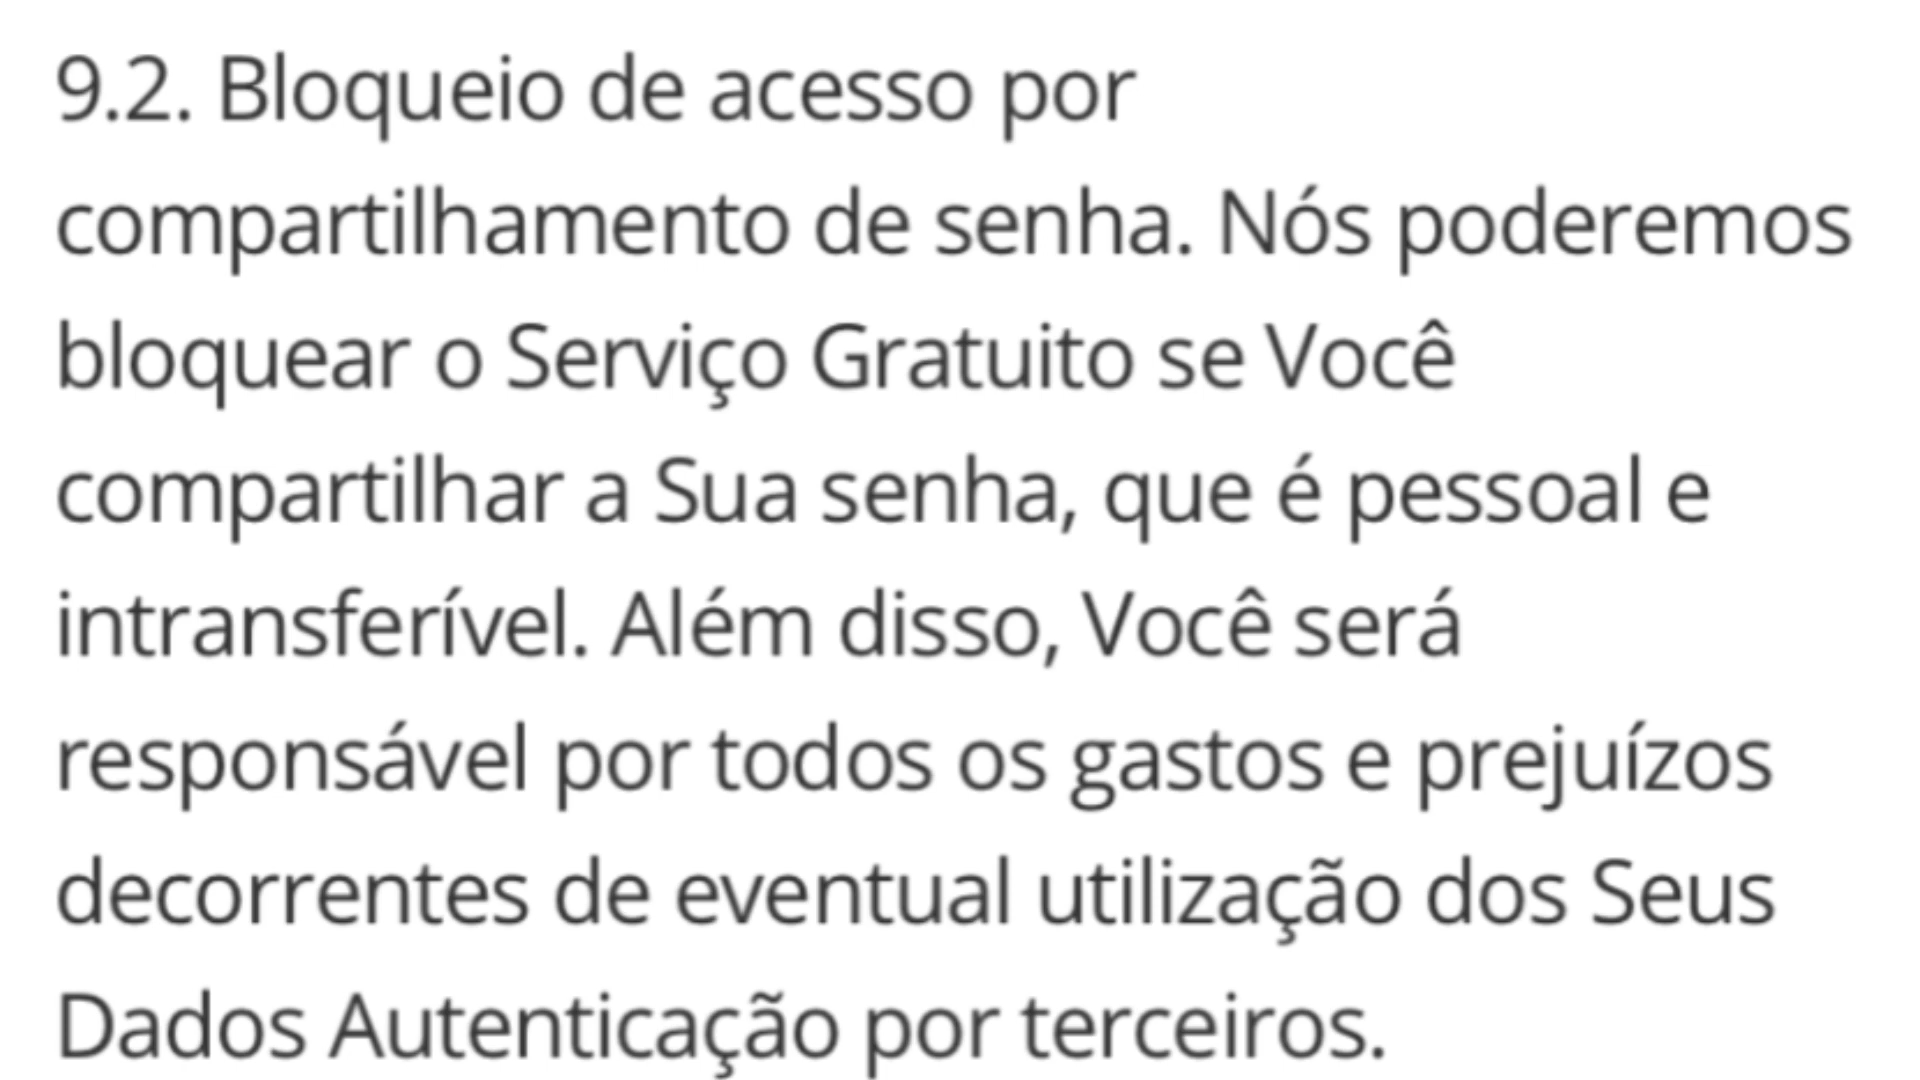 9.2. Bloqueio de acesso por
compartilhamento de senha. Nós poderemos
bloquear o Serviço Gratuito se Você
compartilhar a Sua senha, que é pessoal e
intransferível. Além disso, Você será
responsável por todos os gastos e prejuízos
decorrentes de eventual utilização dos Seus
Dados Autenticação por terceiros.